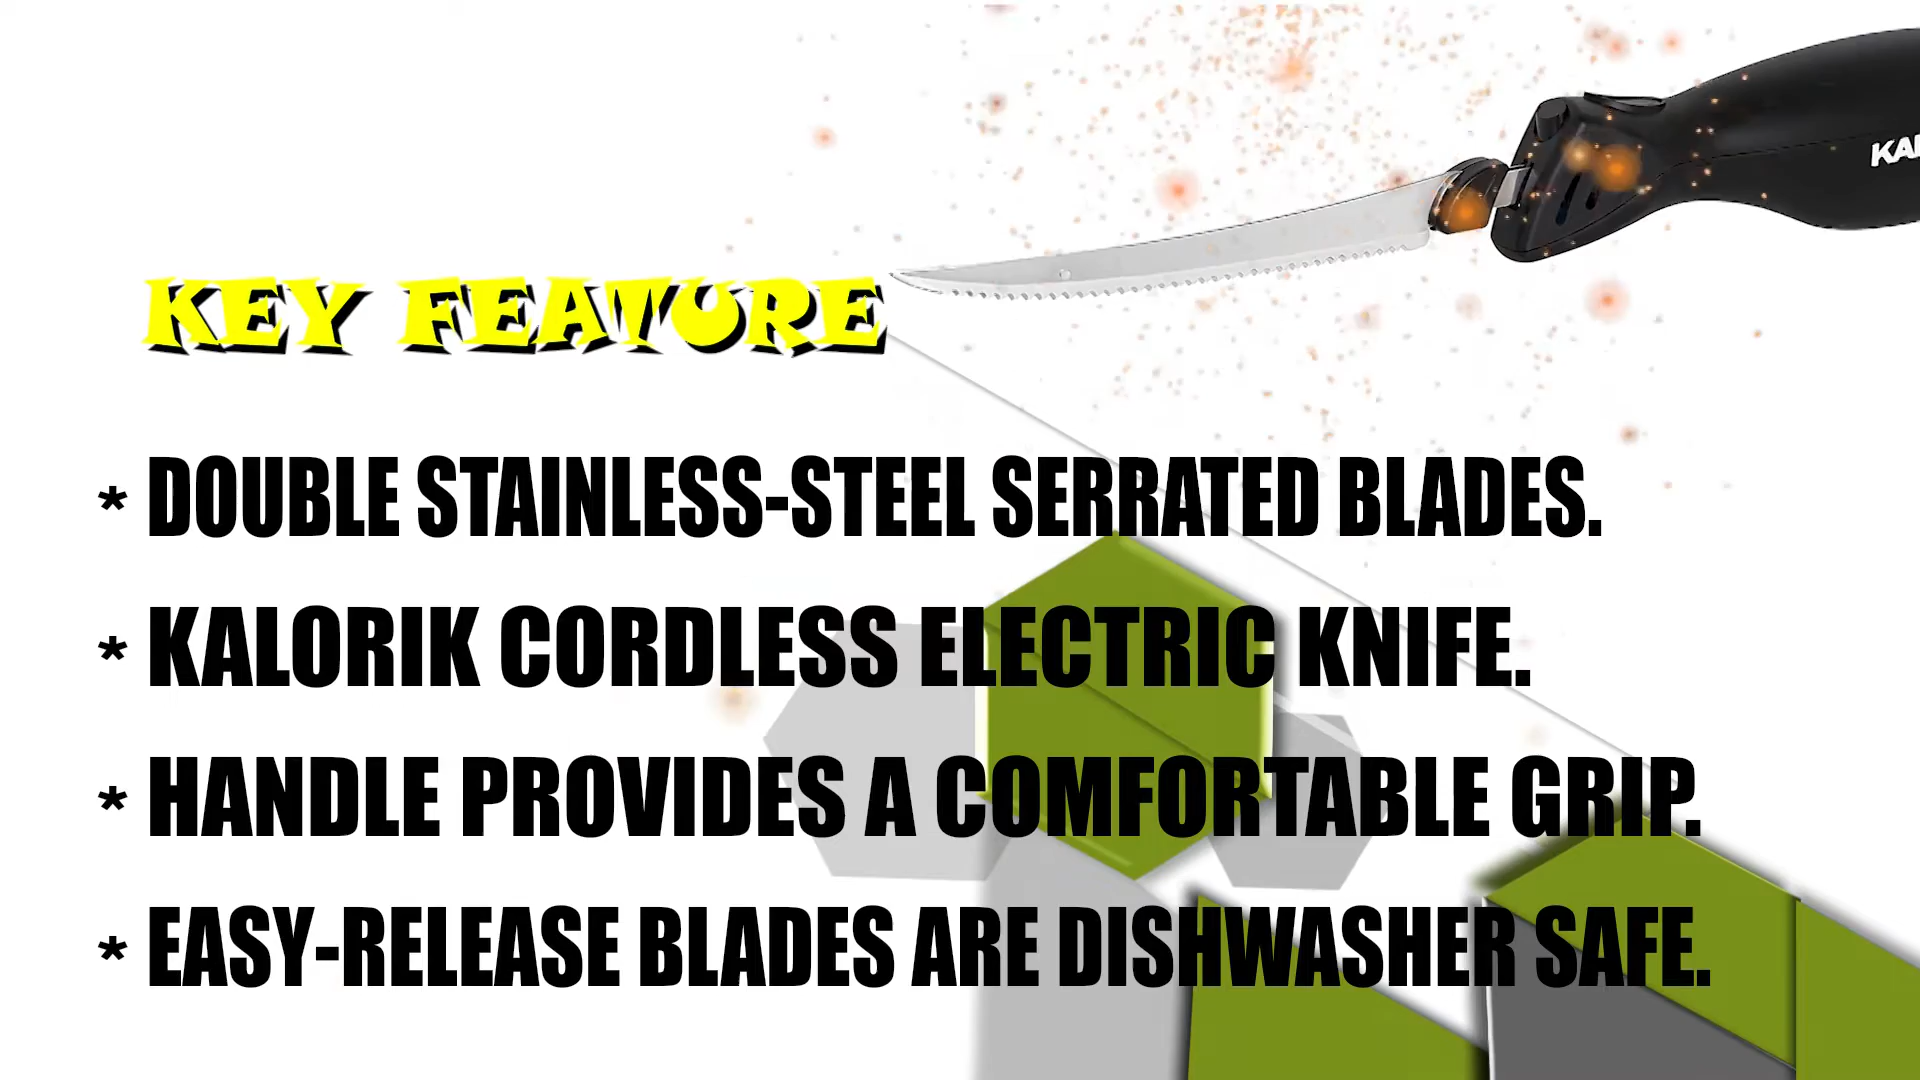 KEY FEATURE
* DOUBLE STAINLESS-STEEL SERRATED BLADES.
* KALORIK CORDLESS ELECTRIC KNIFE.
* HANDLE PROVIDES A COMFORTABLE GRIP.
* EASY-RELEASE BLADES ARE DISHWASHER SAFE.